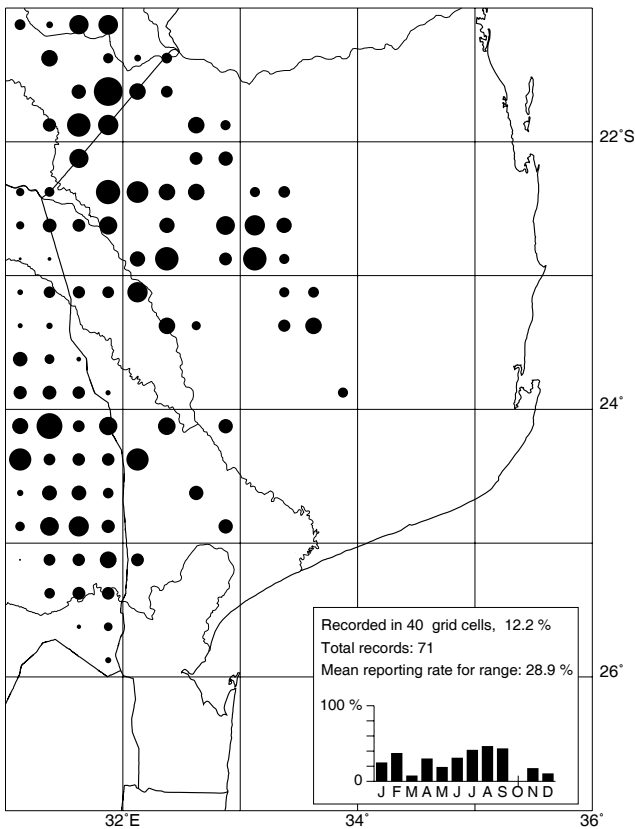 22°S
24°
Recorded in 40 grid cells, 12.2 %
Total records: 71
Mean reporting rate for range: 28.9 %
26°
100 %
0
J F M A M J J A S O N D
32°E 34° 36°